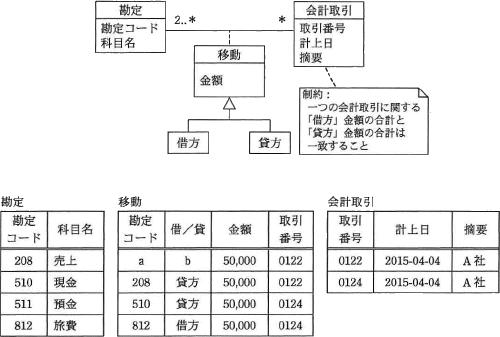 勘定
勘定コード
科目名
2..*
*
会計取引
取引番号
計上日
摘要
移動
金額
借方
貸方
制約：
一つの会計取引に関する
「借方」金額の合計と
「貸方」金額の合計は
一致すること
勘定
勘定
コード
科目名
208 売上
510 現金
511 預金
812 旅費
移動
勘定
コード
借／貸
金額
取引
番号
a b 50,000 0122
208 貸方 50,000 0122
510 貸方 50,000 0124
812 借方 50,000 0124
会計取引
取引
番号
計上日
摘要
0122 2015-04-04 A社
0124 2015-04-04 A社